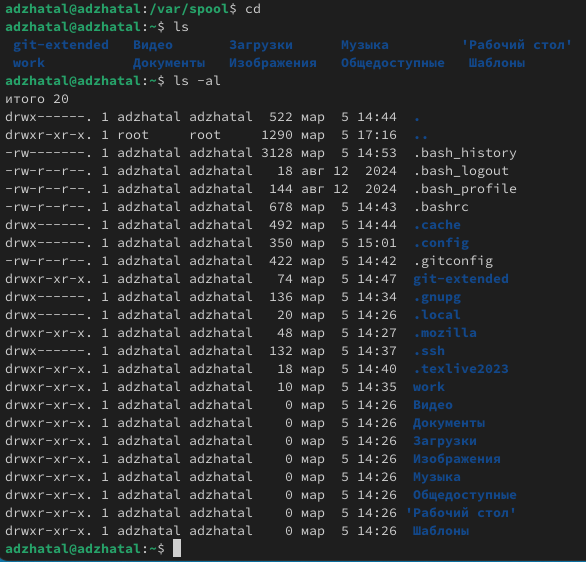 adzhatal@adzhatal:/var/spool$ cd
adzhatal@adzhatal:~$ ls
git-extended Видео Загрузки Музыка 'Рабочий стол'
work Документы Изображения Общедоступные Шаблоны
adzhatal@adzhatal:~$ ls -al
итого 20
drwx------. 1 adzhatal adzhatal 522 мар 5 14:44 .
drwxr-xr-x. 1 root root 1290 мар 5 17:16 ..
-rw-------. 1 adzhatal adzhatal 3128 мар 5 14:53 .bash_history
-rw-r--r--. 1 adzhatal adzhatal 18 авг 12 2024 .bash_logout
-rw-r--r--. 1 adzhatal adzhatal 144 авг 12 2024 .bash_profile
-rw-r--r--. 1 adzhatal adzhatal 678 мар 5 14:43 .bashrc
drwx------. 1 adzhatal adzhatal 492 мар 5 14:44 .cache
drwx------. 1 adzhatal adzhatal 350 мар 5 15:01 .config
-rw-r--r--. 1 adzhatal adzhatal 422 мар 5 14:42 .gitconfig
drwxr-xr-x. 1 adzhatal adzhatal 74 мар 5 14:47 git-extended
drwx------. 1 adzhatal adzhatal 136 мар 5 14:34 .gnupg
drwx------. 1 adzhatal adzhatal 20 мар 5 14:26 .local
drwxr-xr-x. 1 adzhatal adzhatal 48 мар 5 14:27 .mozilla
drwx------. 1 adzhatal adzhatal 132 мар 5 14:37 .ssh
drwxr-xr-x. 1 adzhatal adzhatal 18 мар 5 14:40 .texlive2023
drwxr-xr-x. 1 adzhatal adzhatal 10 мар 5 14:35 work
drwxr-xr-x. 1 adzhatal adzhatal 0 мар 5 14:26 Видео
drwxr-xr-x. 1 adzhatal adzhatal 0 мар 5 14:26 Документы
drwxr-xr-x. 1 adzhatal adzhatal 0 мар 5 14:26 Загрузки
drwxr-xr-x. 1 adzhatal adzhatal 0 мар 5 14:26 Изображения
drwxr-xr-x. 1 adzhatal adzhatal 0 мар 5 14:26 Музыка
drwxr-xr-x. 1 adzhatal adzhatal 0 мар 5 14:26 Общедоступные
drwxr-xr-x. 1 adzhatal adzhatal 0 мар 5 14:26 'Рабочий стол'
drwxr-xr-x. 1 adzhatal adzhatal 0 мар 5 14:26 Шаблоны
adzhatal@adzhatal:~$